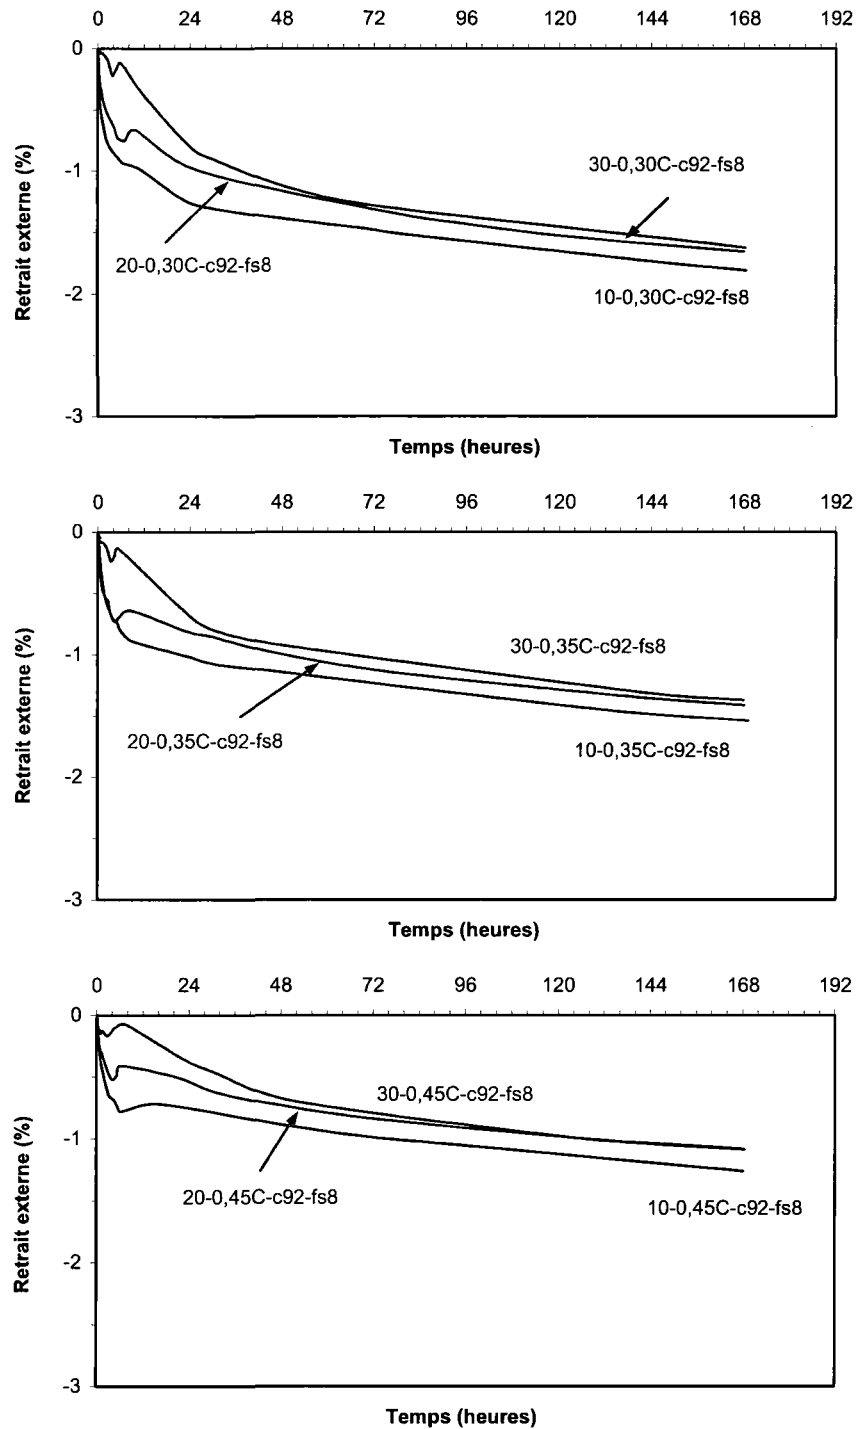 0 24 48 72 96 120 144 168 192
0
-1
-2
-3
Retrait externe (%)
30-0,30C-c92-fs8
20-0,30C-c92-fs8
10-0,30C-c92-fs8
Temps (heures)
0 24 48 72 96 120 144 168 192
0
-1
-2
-3
Retrait externe (%)
30-0,35C-c92-fs8
20-0,35C-c92-fs8
10-0,35C-c92-fs8
Temps (heures)
0 24 48 72 96 120 144 168 192
0
-1
-2
-3
Retrait externe (%)
30-0,45C-c92-fs8
20-0,45C-c92-fs8
10-0,45C-c92-fs8
Temps (heures)